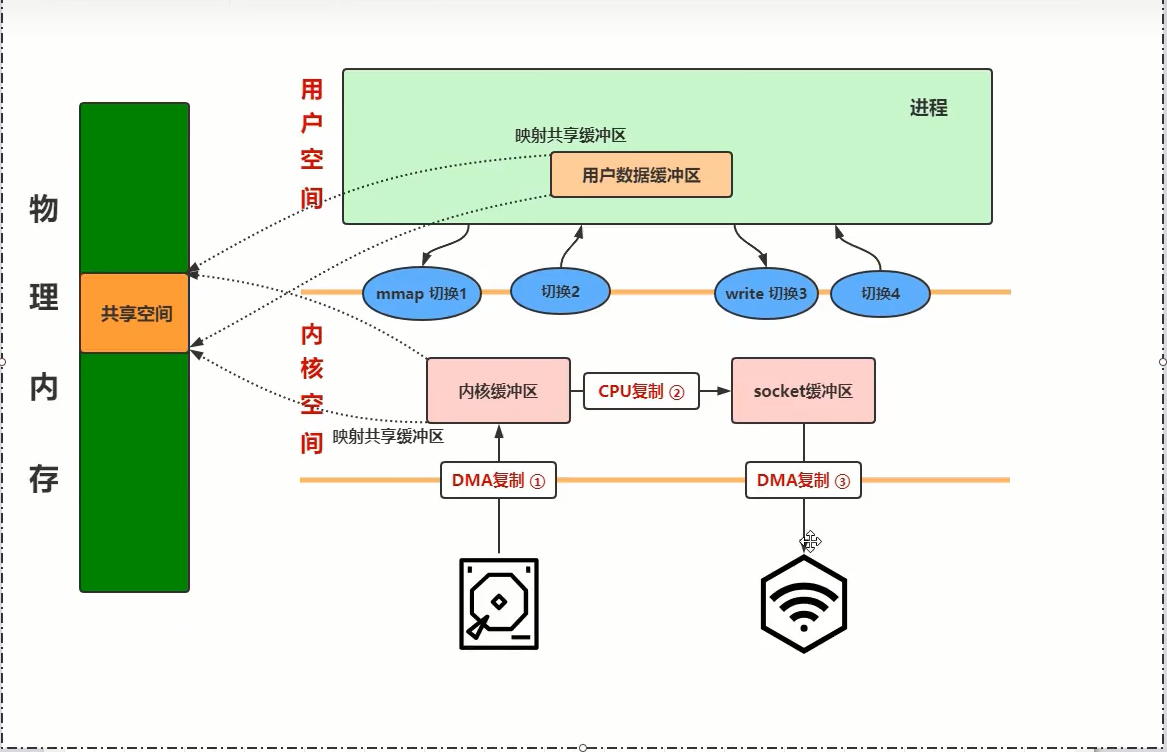 物理内存
共享空间
用户空间
进程
映射共享缓冲区
用户数据缓冲区
mmap 切换1
切换2
write 切换3
切换4
内核空间
内核缓冲区
CPU复制 ②
socket缓冲区
映射共享缓冲区
DMA复制 ①
DMA复制 ③